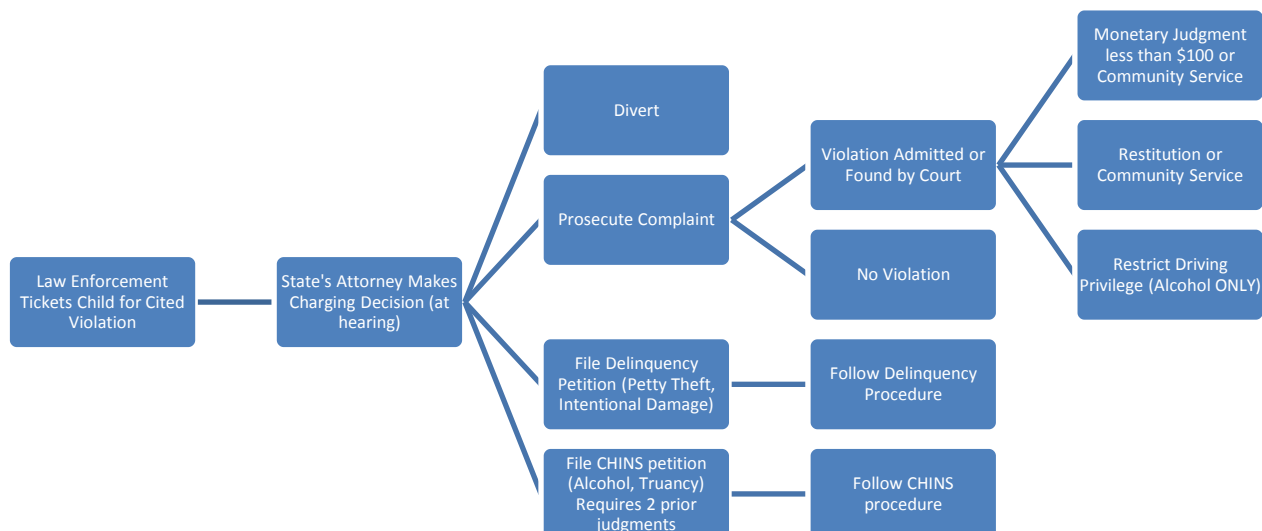 Law Enforcement
Tickets Child for Cited
Violation
State's Attorney Makes
Charging Decision (at
hearing)
Divert
Prosecute Complaint
Violation Admitted or
Found by Court
Monetary Judgment
less than $100 or
Community Service
Restitution or
Community Service
Restrict Driving
Privilege (Alcohol ONLY)
No Violation
File Delinquency
Petition (Petty Theft,
Intentional Damage)
Follow Delinquency
Procedure
File CHINS petition
(Alcohol, Truancy)
Requires 2 prior
judgments
Follow CHINS
procedure